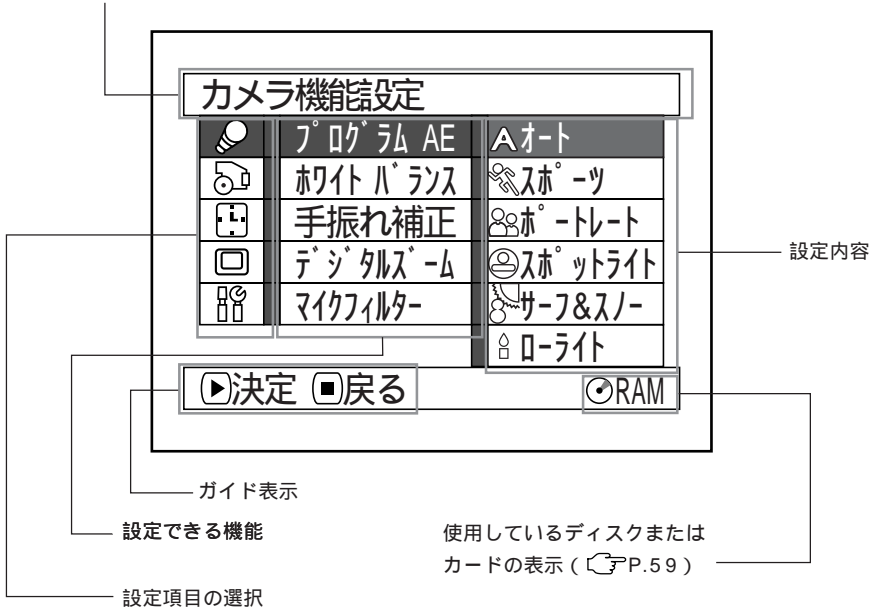 カメラ機能設定
プログラム AE
オート
ホワイトバランス
スポーツ
手振れ補正
ポートレート
デジタルズーム
スポットライト
マイクフィルター
サーフ&スノー
ローライト
設定内容
決定 戻る
RAM
ガイド表示
設定できる機能
使用しているディスクまたは
カードの表示(P.59)
設定項目の選択